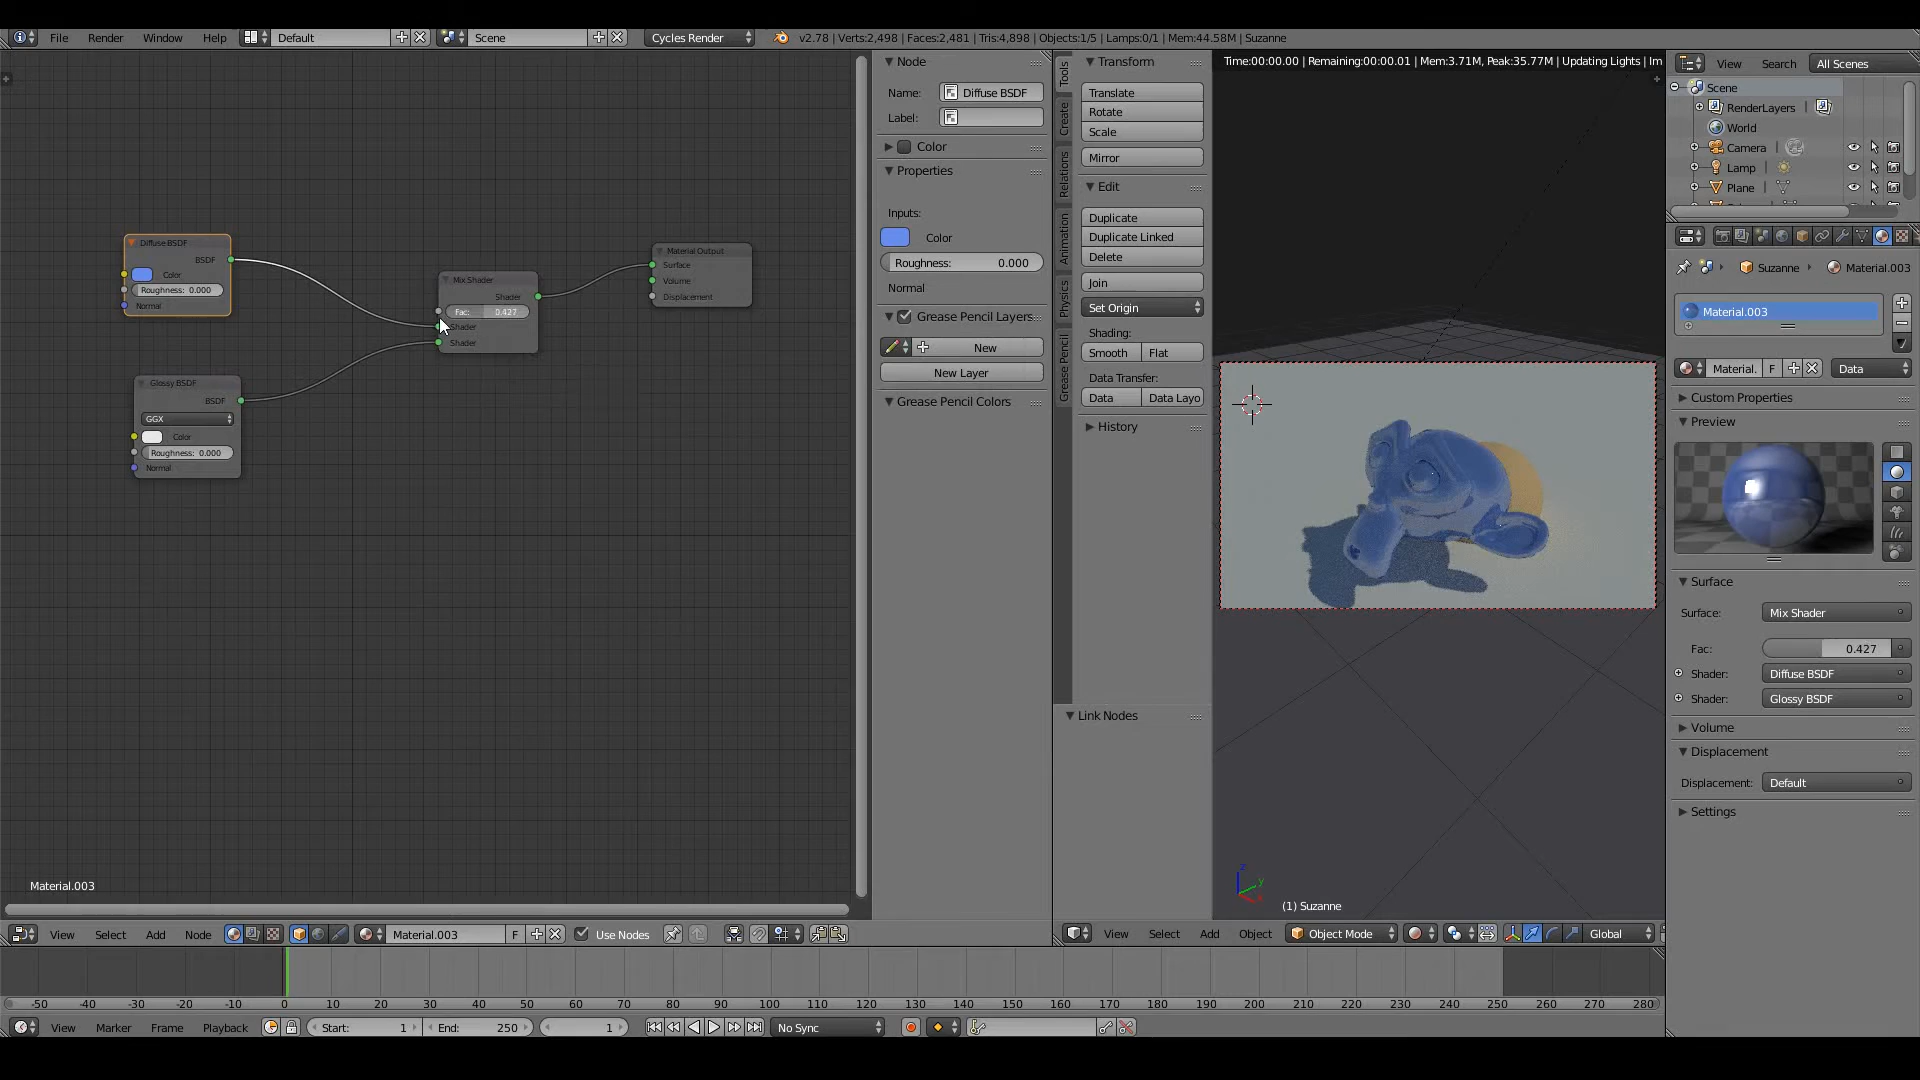 File Render Window Help Default Scene Cycles Render v2.78 | Verts:2,498 | Faces:2,481 | Tris:4,898 | Objects:1/5 | Lamps:0/1 | Mem:44.58M | Suzanne
Diffuse BSDF
BSDF
Color
Roughness: 0.000
Normal
Glossy BSDF
BSDF
GGX
Color
Roughness: 0.000
Normal
Mix Shader
Shader
Fac: 0.427
Shader
Shader
Material Output
Surface
Volume
Displacement
Material.003
View Select Add Node Material.003 F Use Nodes
Node
Name: Diffuse BSDF
Label:
Color
Properties
Inputs:
Color
Roughness: 0.000
Normal
Grease Pencil Layers
New
New Layer
Grease Pencil Colors
Tools
Create
Relations
Animation
Physics
Grease Pencil
Transform
Translate
Rotate
Scale
Mirror
Edit
Duplicate
Duplicate Linked
Delete
Join
Set Origin
Shading:
Smooth Flat
Data Transfer:
Data Data Layo
History
Link Nodes
Time:00:00.00 | Remaining:00:00.01 | Mem:3.71M, Peak:35.77M | Updating Lights | Im
z
y
(1) Suzanne
View Select Add Object Object Mode Global
View Search All Scenes
Scene
RenderLayers
World
Camera
Lamp
Plane
Suzanne Material.003
Material.003
Material. F Data
Custom Properties
Preview
Surface
Surface: Mix Shader
Fac: 0.427
Shader: Diffuse BSDF
Shader: Glossy BSDF
Volume
Displacement
Displacement: Default
Settings
-50 -40 -30 -20 -10 0 10 20 30 40 50 60 70 80 90 100 110 120 130 140 150 160 170 180 190 200 210 220 230 240 250 260 270 280
View Marker Frame Playback Start: 1 End: 250 1 No Sync